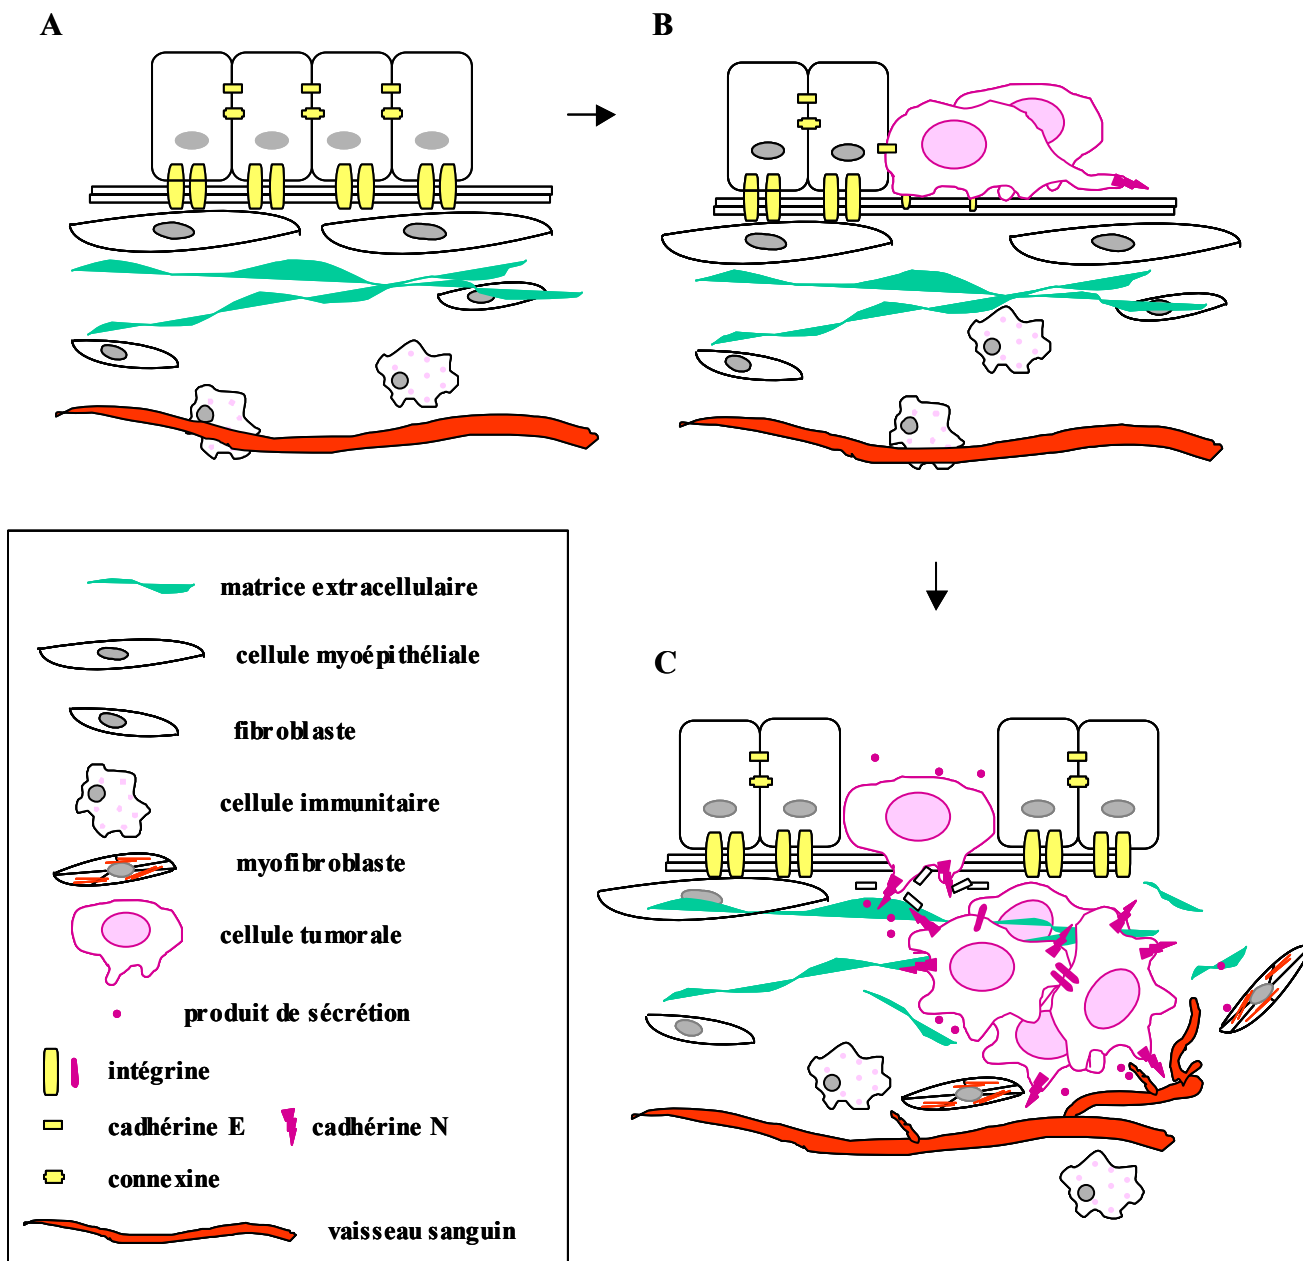 A
B
matrice extracellulaire
cellule myoépithéliale
fibroblaste
cellule immunitaire
myofibroblaste
cellule tumorale
produit de sécrétion
intégrine
cadhérine E
cadhérine N
connexine
vaisseau sanguin
C